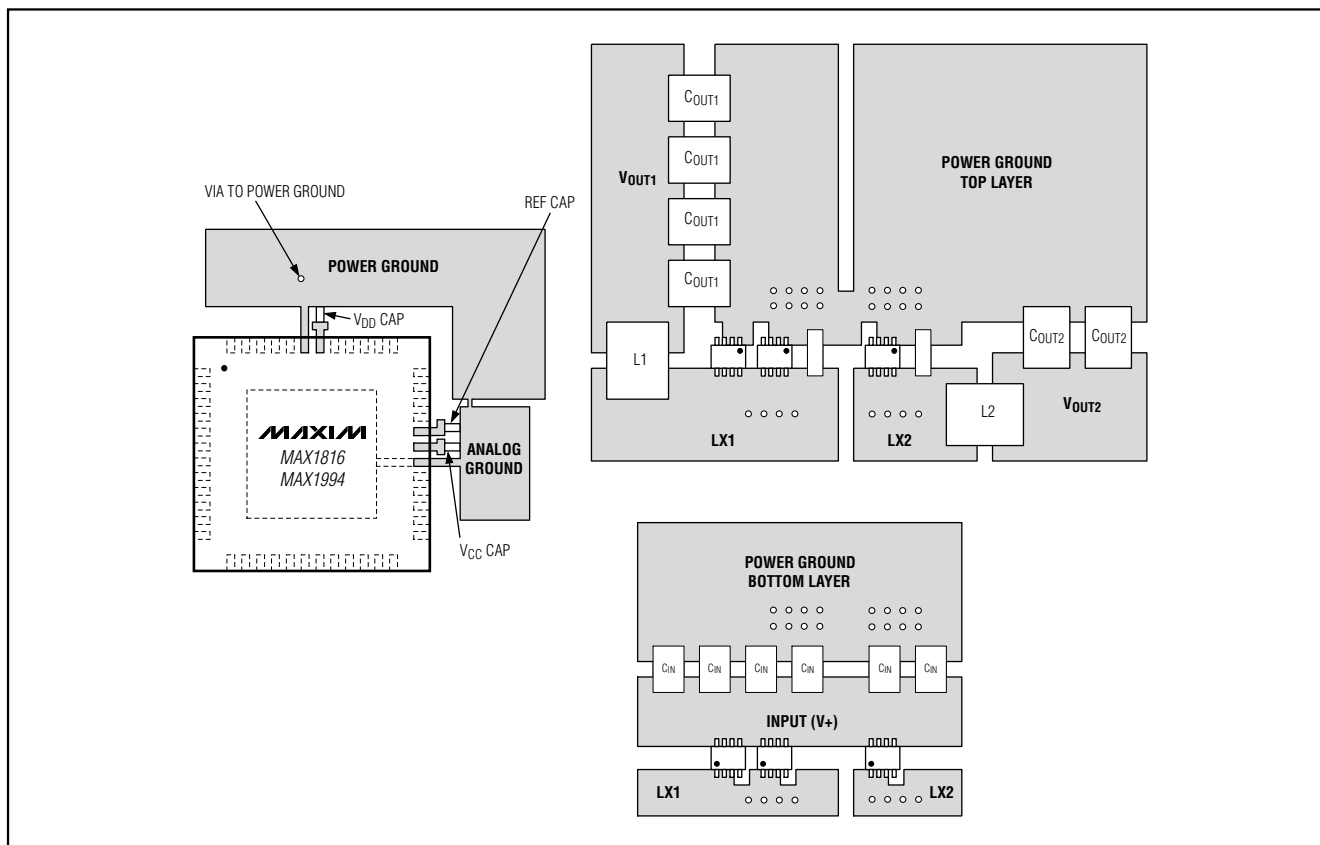 VIA TO POWER GROUND
REF CAP
POWER GROUND
VDD CAP
MAXIM
MAX1816
MAX1994
ANALOG
GROUND
VCC CAP
COUT1
COUT1
COUT1
COUT1
VOUT1
POWER GROUND
TOP LAYER
L1
COUT2
COUT2
L2
VOUT2
LX1
LX2
POWER GROUND
BOTTOM LAYER
CIN
CIN
CIN
CIN
CIN
CIN
INPUT (V+)
LX1
LX2